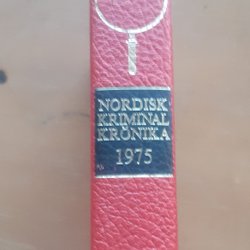 NORDISK
KRIMINAL
KRÖNIKA
1975